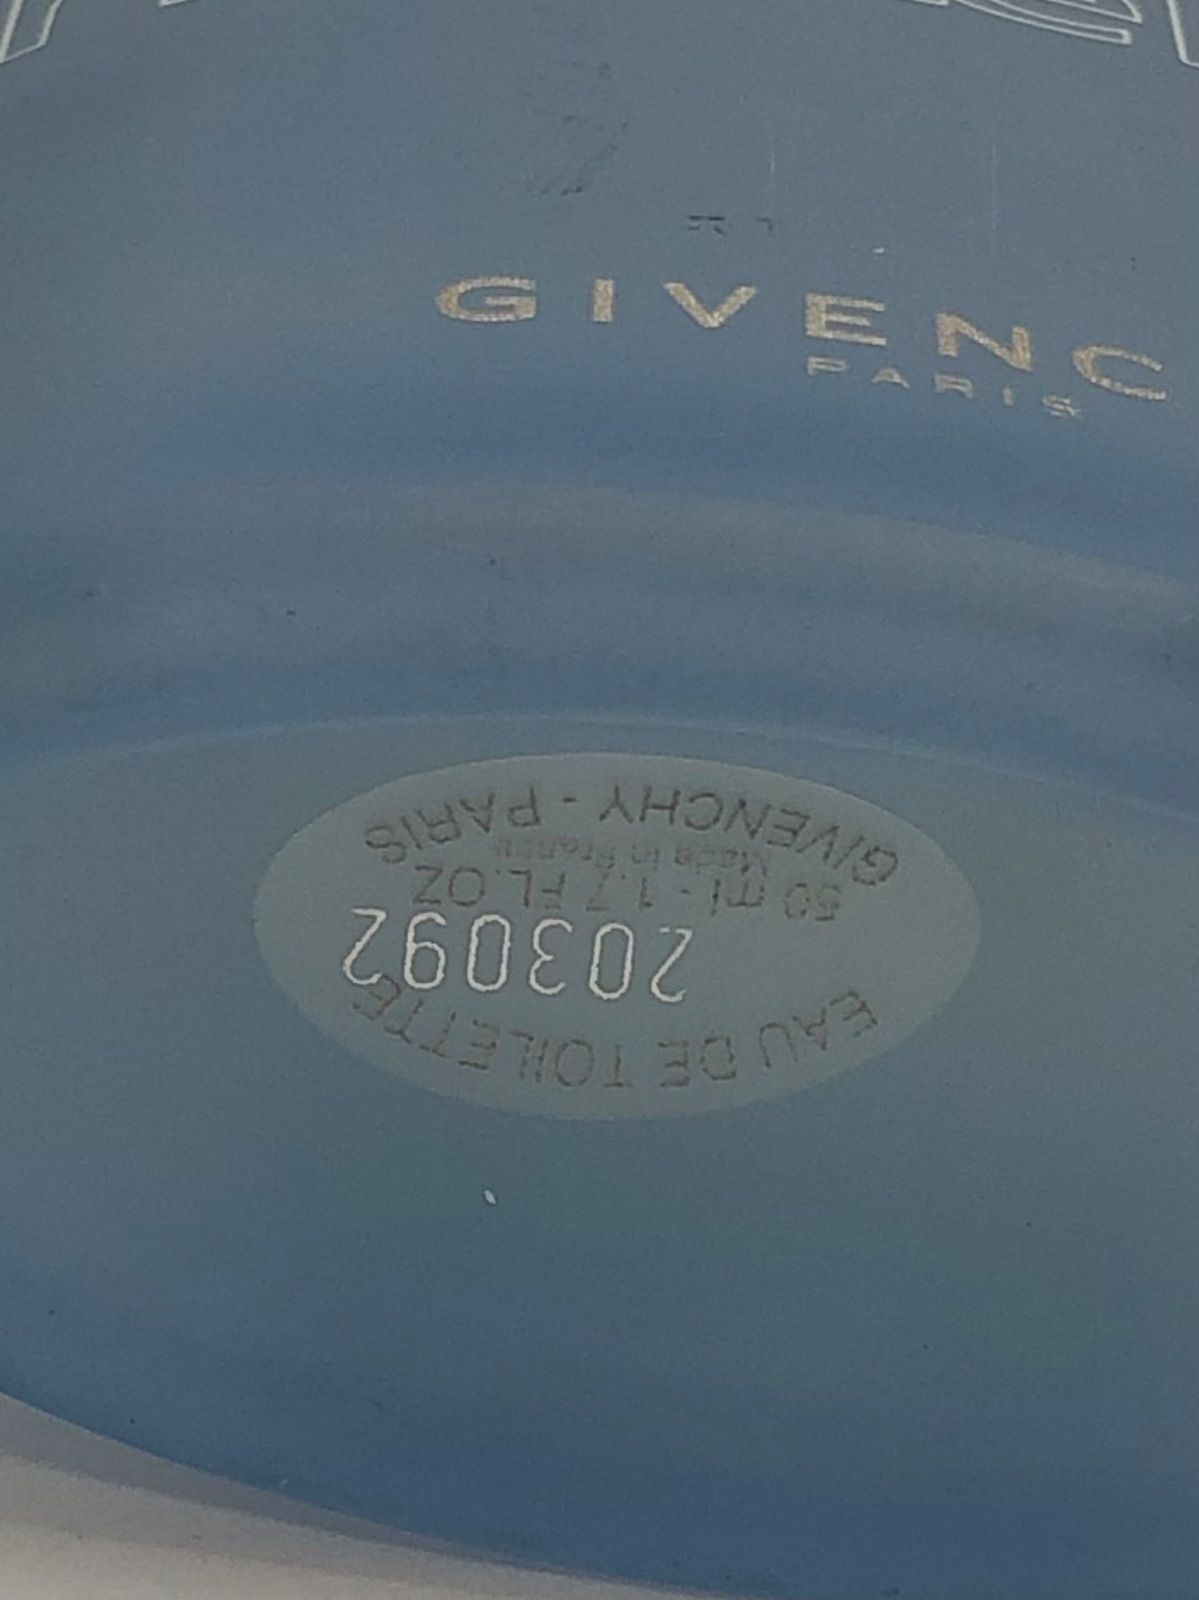 GIVENC
PARIS
EAU DE TOILETTE
203092
50 ml - 1.7 FL.OZ
Made in France
GIVENCHY - PARIS